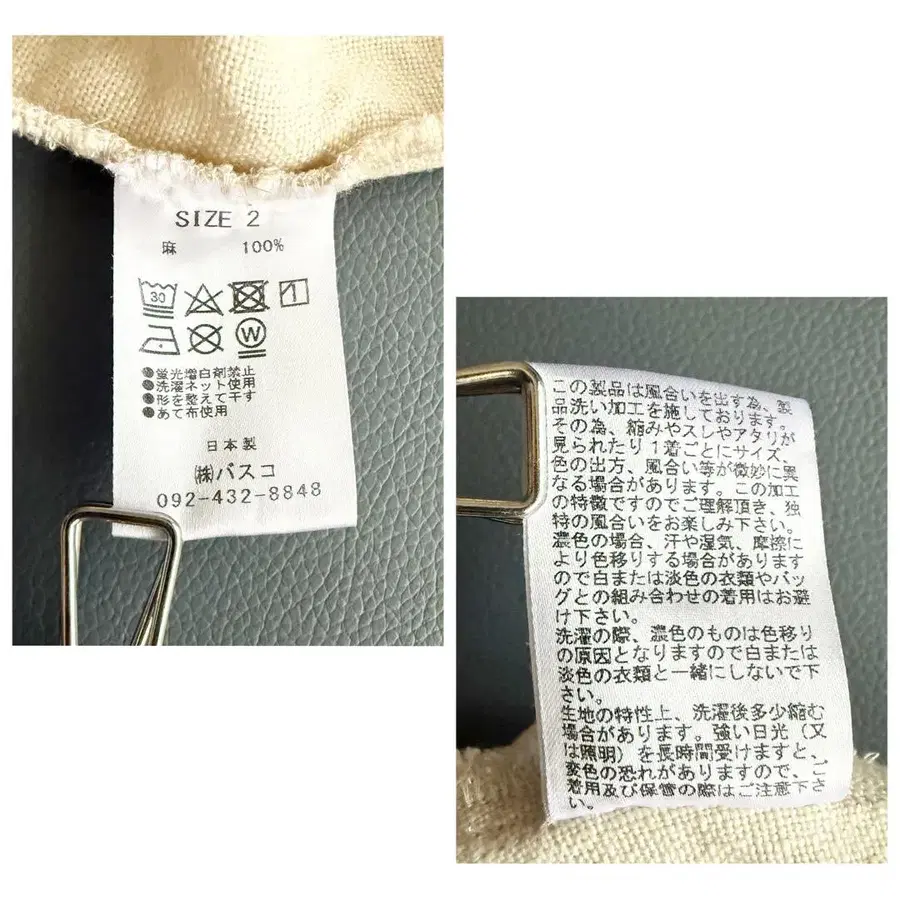 SIZE 2
麻 100%
30
1
W
●蛍光増白剤禁止
●洗濯ネット使用
●形を整えて干す
●あて布使用
日本製
㈱バスコ
092-432-8848
この製品は風合いを出す為、製
品洗い加工を施しております。
その為、縮みやスレやアタリが
見られたり1着ごとにサイズ、
色の出方、風合い等が微妙に異
なる場合があります。この加工
の特徴ですのでご理解頂き、独
特の風合いをお楽しみ下さい。
濃色の場合、汗や湿気、摩擦に
より色移りする場合があります
ので白または淡色の衣類やバッ
グとの組み合わせの着用はお避
け下さい。
洗濯の際、濃色のものは色移り
の原因となりますので白または
淡色の衣類と一緒にしないで下
さい。
生地の特性上、洗濯後多少縮む
場合があります。強い日光（又
は照明）を長時間受けますと、
変色の恐れがありますので、ご
着用及び保管の際はご注意下さ
い。